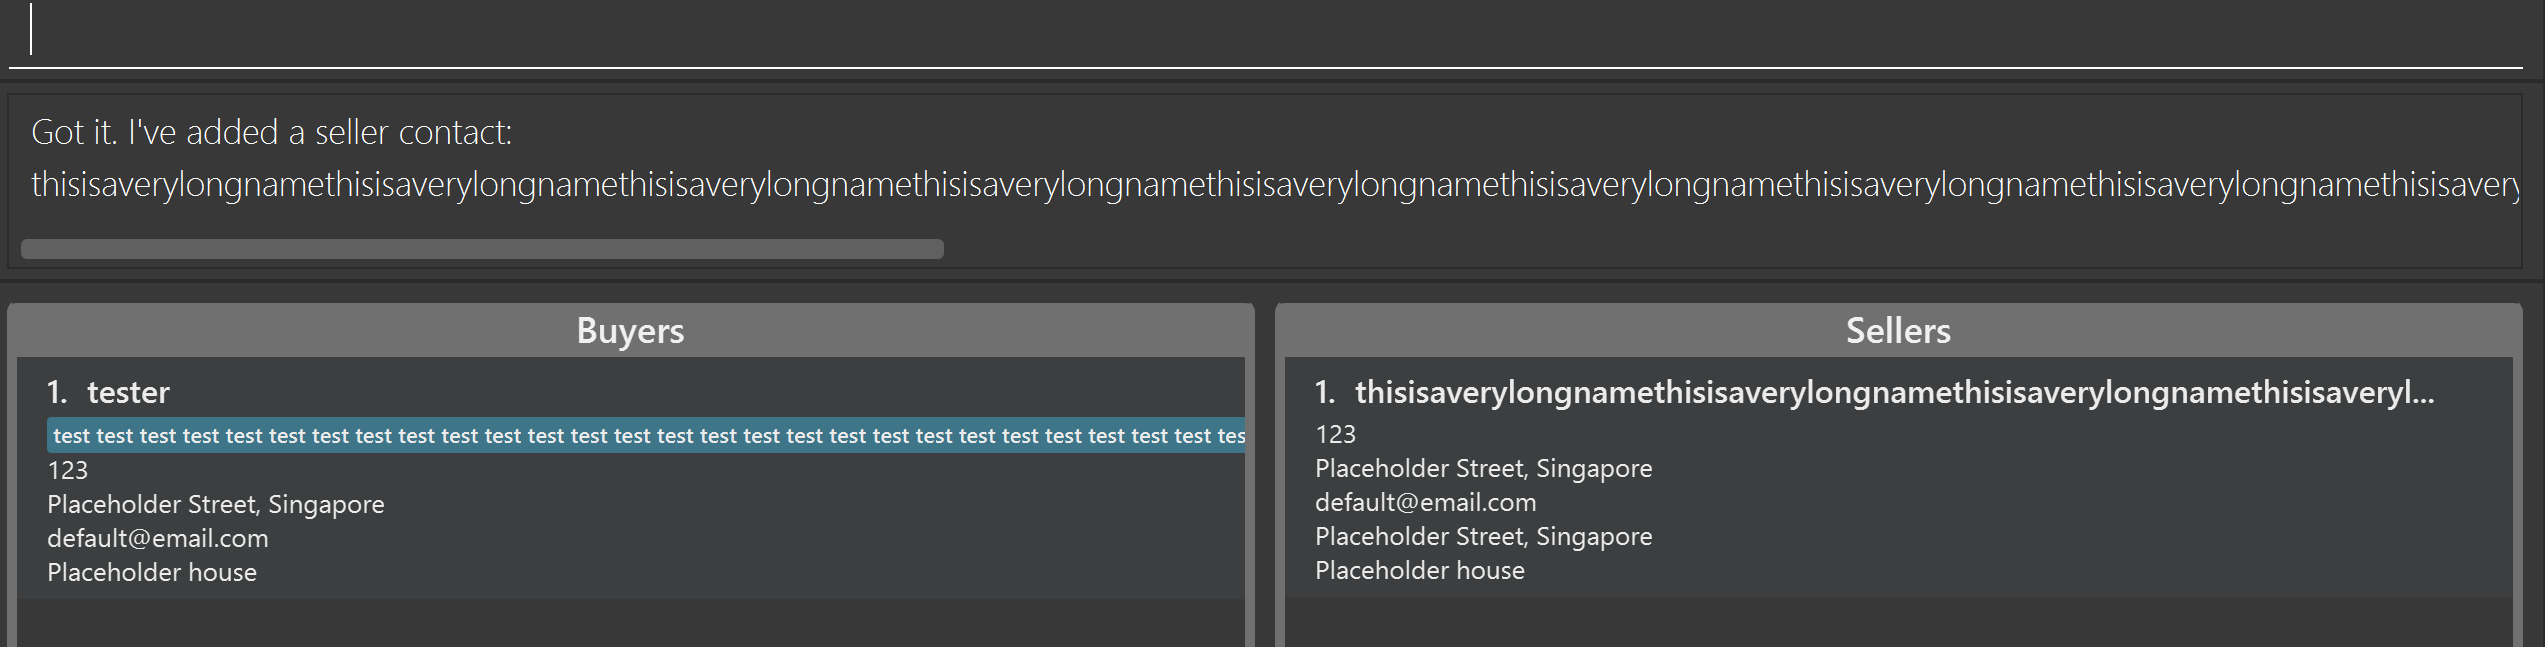 Got it. I've added a seller contact:
thisisaverylongnamethisisaverylongnamethisisaverylongnamethisisaverylongnamethisisaverylongnamethisisaverylongnamethisisaverylongnamethisisaverylongnamethisisavery
Buyers
1. tester
test test test test test test test test test test test test test test test test test test test test test test test test test test test tes
123
Placeholder Street, Singapore
default@email.com
Placeholder house
Sellers
1. thisisaverylongnamethisisaverylongnamethisisaverylongnamethisisaveryl...
123
Placeholder Street, Singapore
default@email.com
Placeholder Street, Singapore
Placeholder house